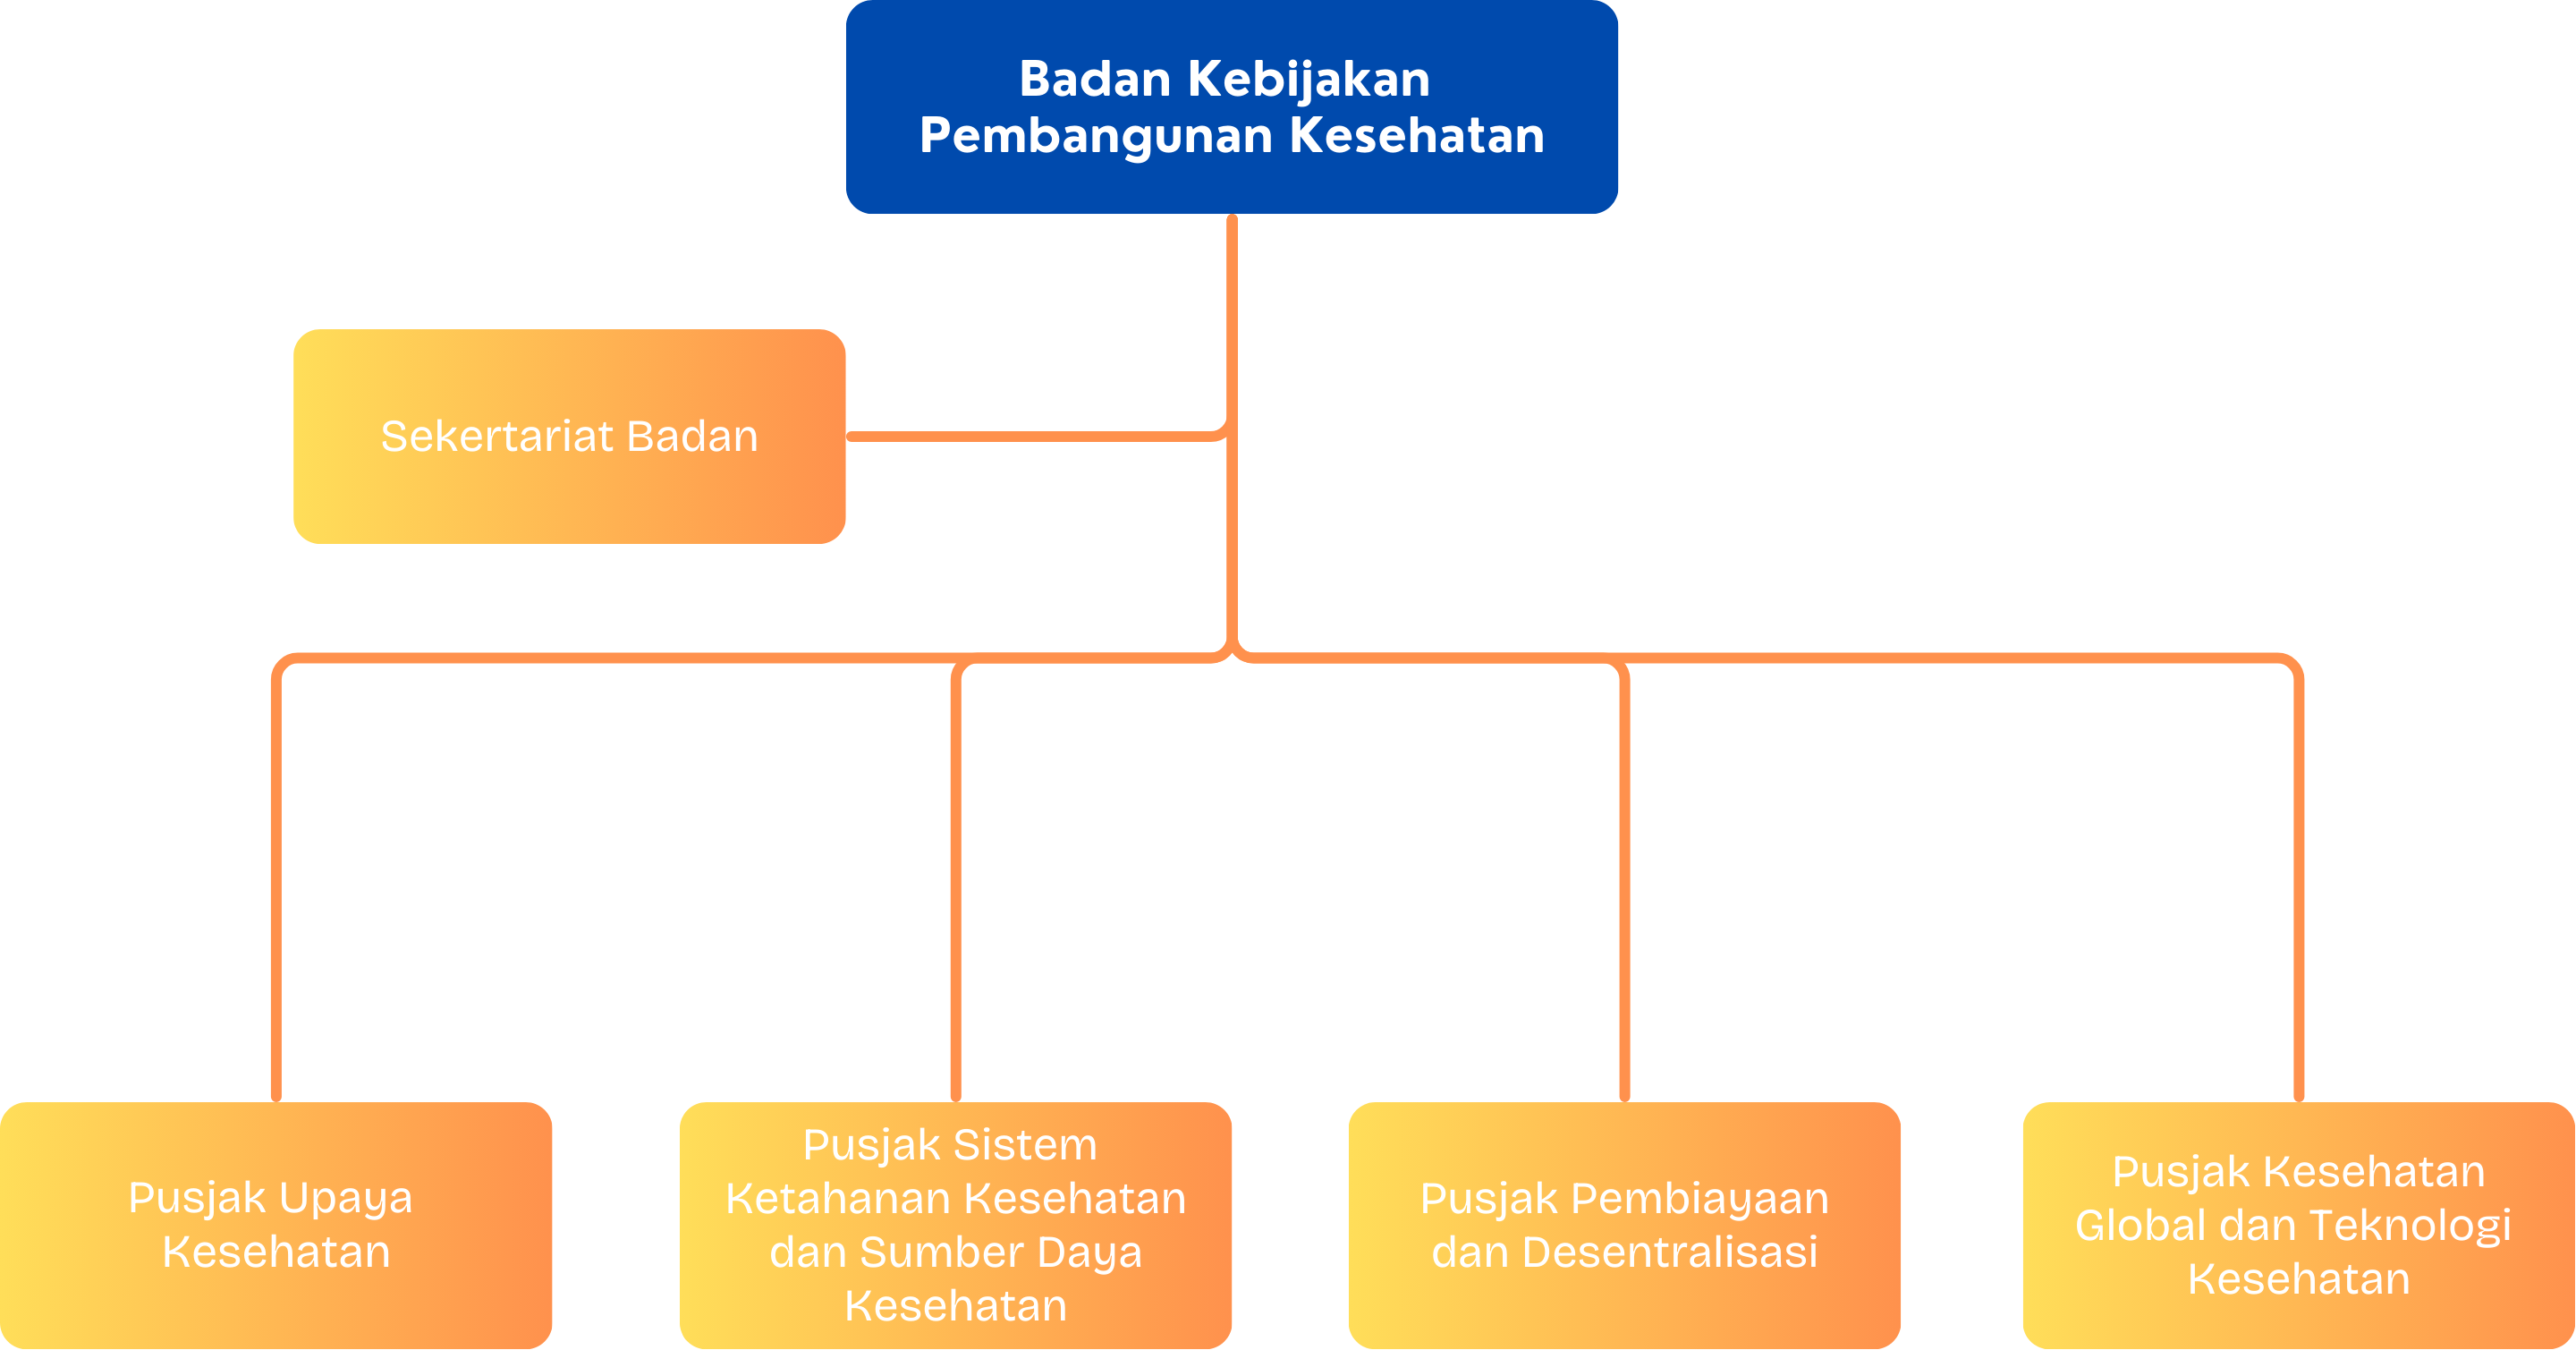 Badan Kebijakan
Pembangunan Kesehatan
Sekertariat Badan
Pusjak Upaya
Kesehatan
Pusjak Sistem
Ketahanan Kesehatan
dan Sumber Daya
Kesehatan
Pusjak Pembiayaan
dan Desentralisasi
Pusjak Kesehatan
Global dan Teknologi
Kesehatan